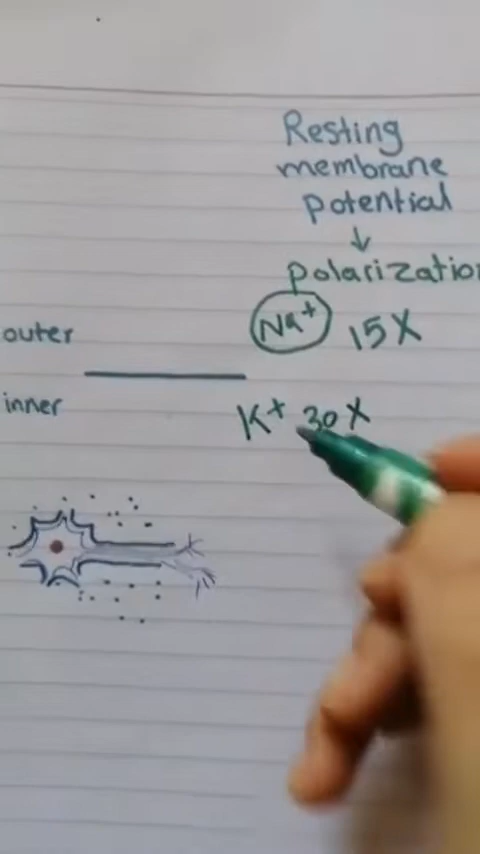 Resting
membrane
potential
↓
polarization
outer
Na+ 15X
inner
K+ 30X